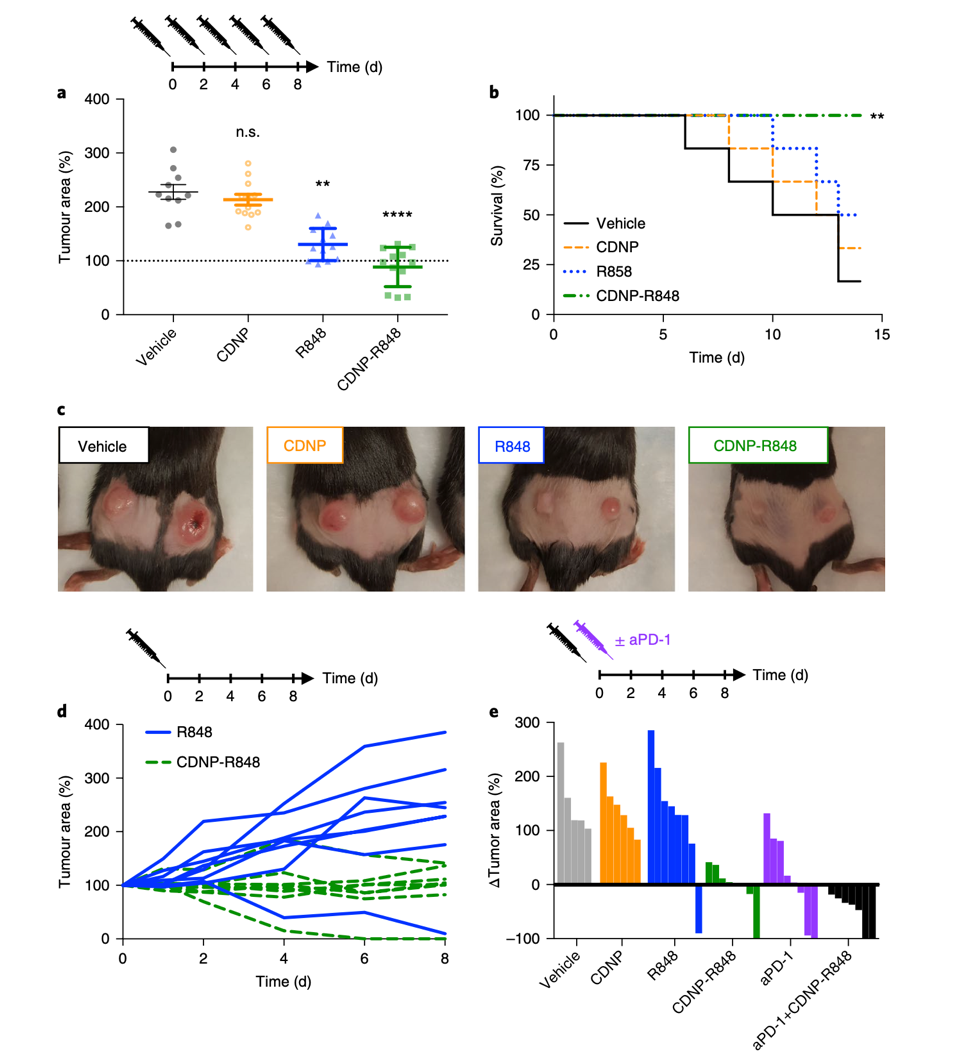 Time (d)
0 2 4 6 8
a
400
300
200
100
0
Tumour area (%)
n.s.
**
****
Vehicle
CDNP
R848
CDNP-R848
b
100
75
50
25
0
Survival (%)
**
Vehicle
CDNP
R858
CDNP-R848
0 5 10 15
Time (d)
c
Vehicle
CDNP
R848
CDNP-R848
Time (d)
0 2 4 6 8
d
400
300
200
100
0
Tumour area (%)
R848
CDNP-R848
0 2 4 6 8
Time (d)
± aPD-1
Time (d)
0 2 4 6 8
e
300
200
100
0
−100
ΔTumor area (%)
Vehicle
CDNP
R848
CDNP-R848
aPD-1
aPD-1+CDNP-R848